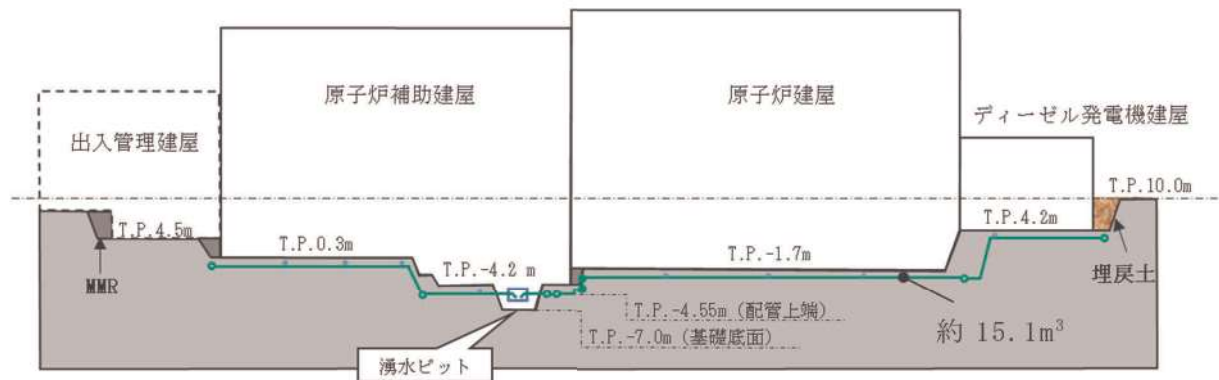 原子炉補助建屋
原子炉建屋
ディーゼル発電機建屋
出入管理建屋
T.P.10.0m
T.P.4.5m
T.P.0.3m
T.P.-4.2 m
T.P.-1.7m
T.P.4.2m
MMR
埋戻土
T.P.-4.55m (配管上端)
T.P.-7.0m (基礎底面)
約 15.1m³
湧水ピット